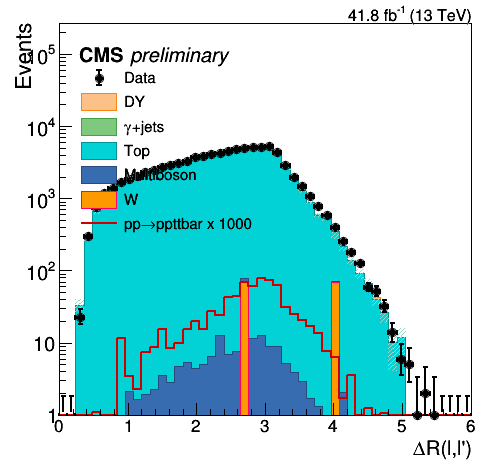 41.8 fb⁻¹ (13 TeV)
Events
CMS preliminary
Data
DY
γ+jets
Top
Multiboson
W
pp→ppttbar x 1000
10⁵
10⁴
10³
10²
10
1
0 1 2 3 4 5 6
ΔR(l,l')